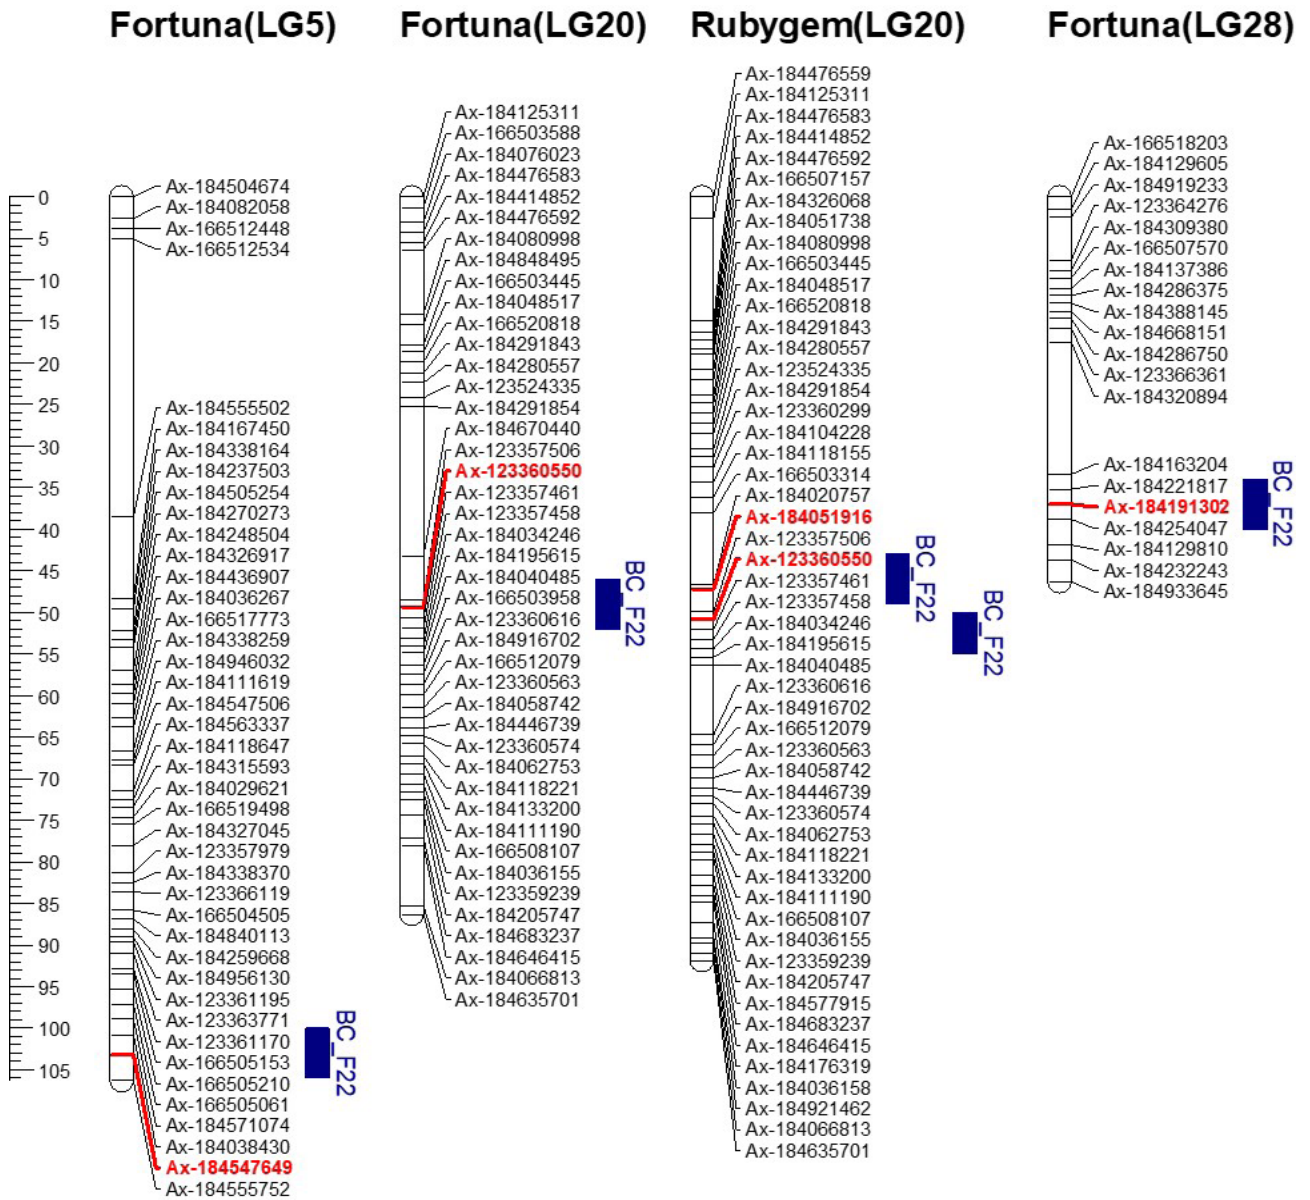 Fortuna(LG5)
0
5
10
15
20
25
30
35
40
45
50
55
60
65
70
75
80
85
90
95
100
105
Ax-184504674
Ax-184082058
Ax-166512448
Ax-166512534
Ax-184555502
Ax-184167450
Ax-184338164
Ax-184237503
Ax-184505254
Ax-184270273
Ax-184248504
Ax-184326917
Ax-184436907
Ax-184036267
Ax-166517773
Ax-184338259
Ax-184946032
Ax-184111619
Ax-184547506
Ax-184563337
Ax-184118647
Ax-184315593
Ax-184029621
Ax-166519498
Ax-184327045
Ax-123357979
Ax-184338370
Ax-123366119
Ax-166504505
Ax-184840113
Ax-184259668
Ax-184956130
Ax-123361195
Ax-123363771
Ax-123361170
Ax-166505153
Ax-166505210
Ax-166505061
Ax-184571074
Ax-184038430
Ax-184547649
Ax-184555752
BC_F22
Fortuna(LG20)
Ax-184125311
Ax-166503588
Ax-184076023
Ax-184476583
Ax-184414852
Ax-184476592
Ax-184080998
Ax-184848495
Ax-166503445
Ax-184048517
Ax-166520818
Ax-184291843
Ax-184280557
Ax-123524335
Ax-184291854
Ax-184670440
Ax-123357506
Ax-123360550
Ax-123357461
Ax-123357458
Ax-184034246
Ax-184195615
Ax-184040485
Ax-166503958
Ax-123360616
Ax-184916702
Ax-166512079
Ax-123360563
Ax-184058742
Ax-184446739
Ax-123360574
Ax-184062753
Ax-184118221
Ax-184133200
Ax-184111190
Ax-166508107
Ax-184036155
Ax-123359239
Ax-184205747
Ax-184683237
Ax-184646415
Ax-184066813
Ax-184635701
BC_F22
Rubygem(LG20)
Ax-184476559
Ax-184125311
Ax-184476583
Ax-184414852
Ax-184476592
Ax-166507157
Ax-184326068
Ax-184051738
Ax-184080998
Ax-166503445
Ax-184048517
Ax-166520818
Ax-184291843
Ax-184280557
Ax-123524335
Ax-184291854
Ax-123360299
Ax-184104228
Ax-184118155
Ax-166503314
Ax-184020757
Ax-184051916
Ax-123357506
Ax-123360550
Ax-123357461
Ax-123357458
Ax-184034246
Ax-184195615
Ax-184040485
Ax-123360616
Ax-184916702
Ax-166512079
Ax-123360563
Ax-184058742
Ax-184446739
Ax-123360574
Ax-184062753
Ax-184118221
Ax-184133200
Ax-184111190
Ax-166508107
Ax-184036155
Ax-123359239
Ax-184205747
Ax-184577915
Ax-184683237
Ax-184646415
Ax-184176319
Ax-184036158
Ax-184921462
Ax-184066813
Ax-184635701
BC_F22
BC_F22
Fortuna(LG28)
Ax-166518203
Ax-184129605
Ax-184919233
Ax-123364276
Ax-184309380
Ax-166507570
Ax-184137386
Ax-184286375
Ax-184388145
Ax-184668151
Ax-184286750
Ax-123366361
Ax-184320894
Ax-184163204
Ax-184221817
Ax-184191302
Ax-184254047
Ax-184129810
Ax-184232243
Ax-184933645
BC_F22